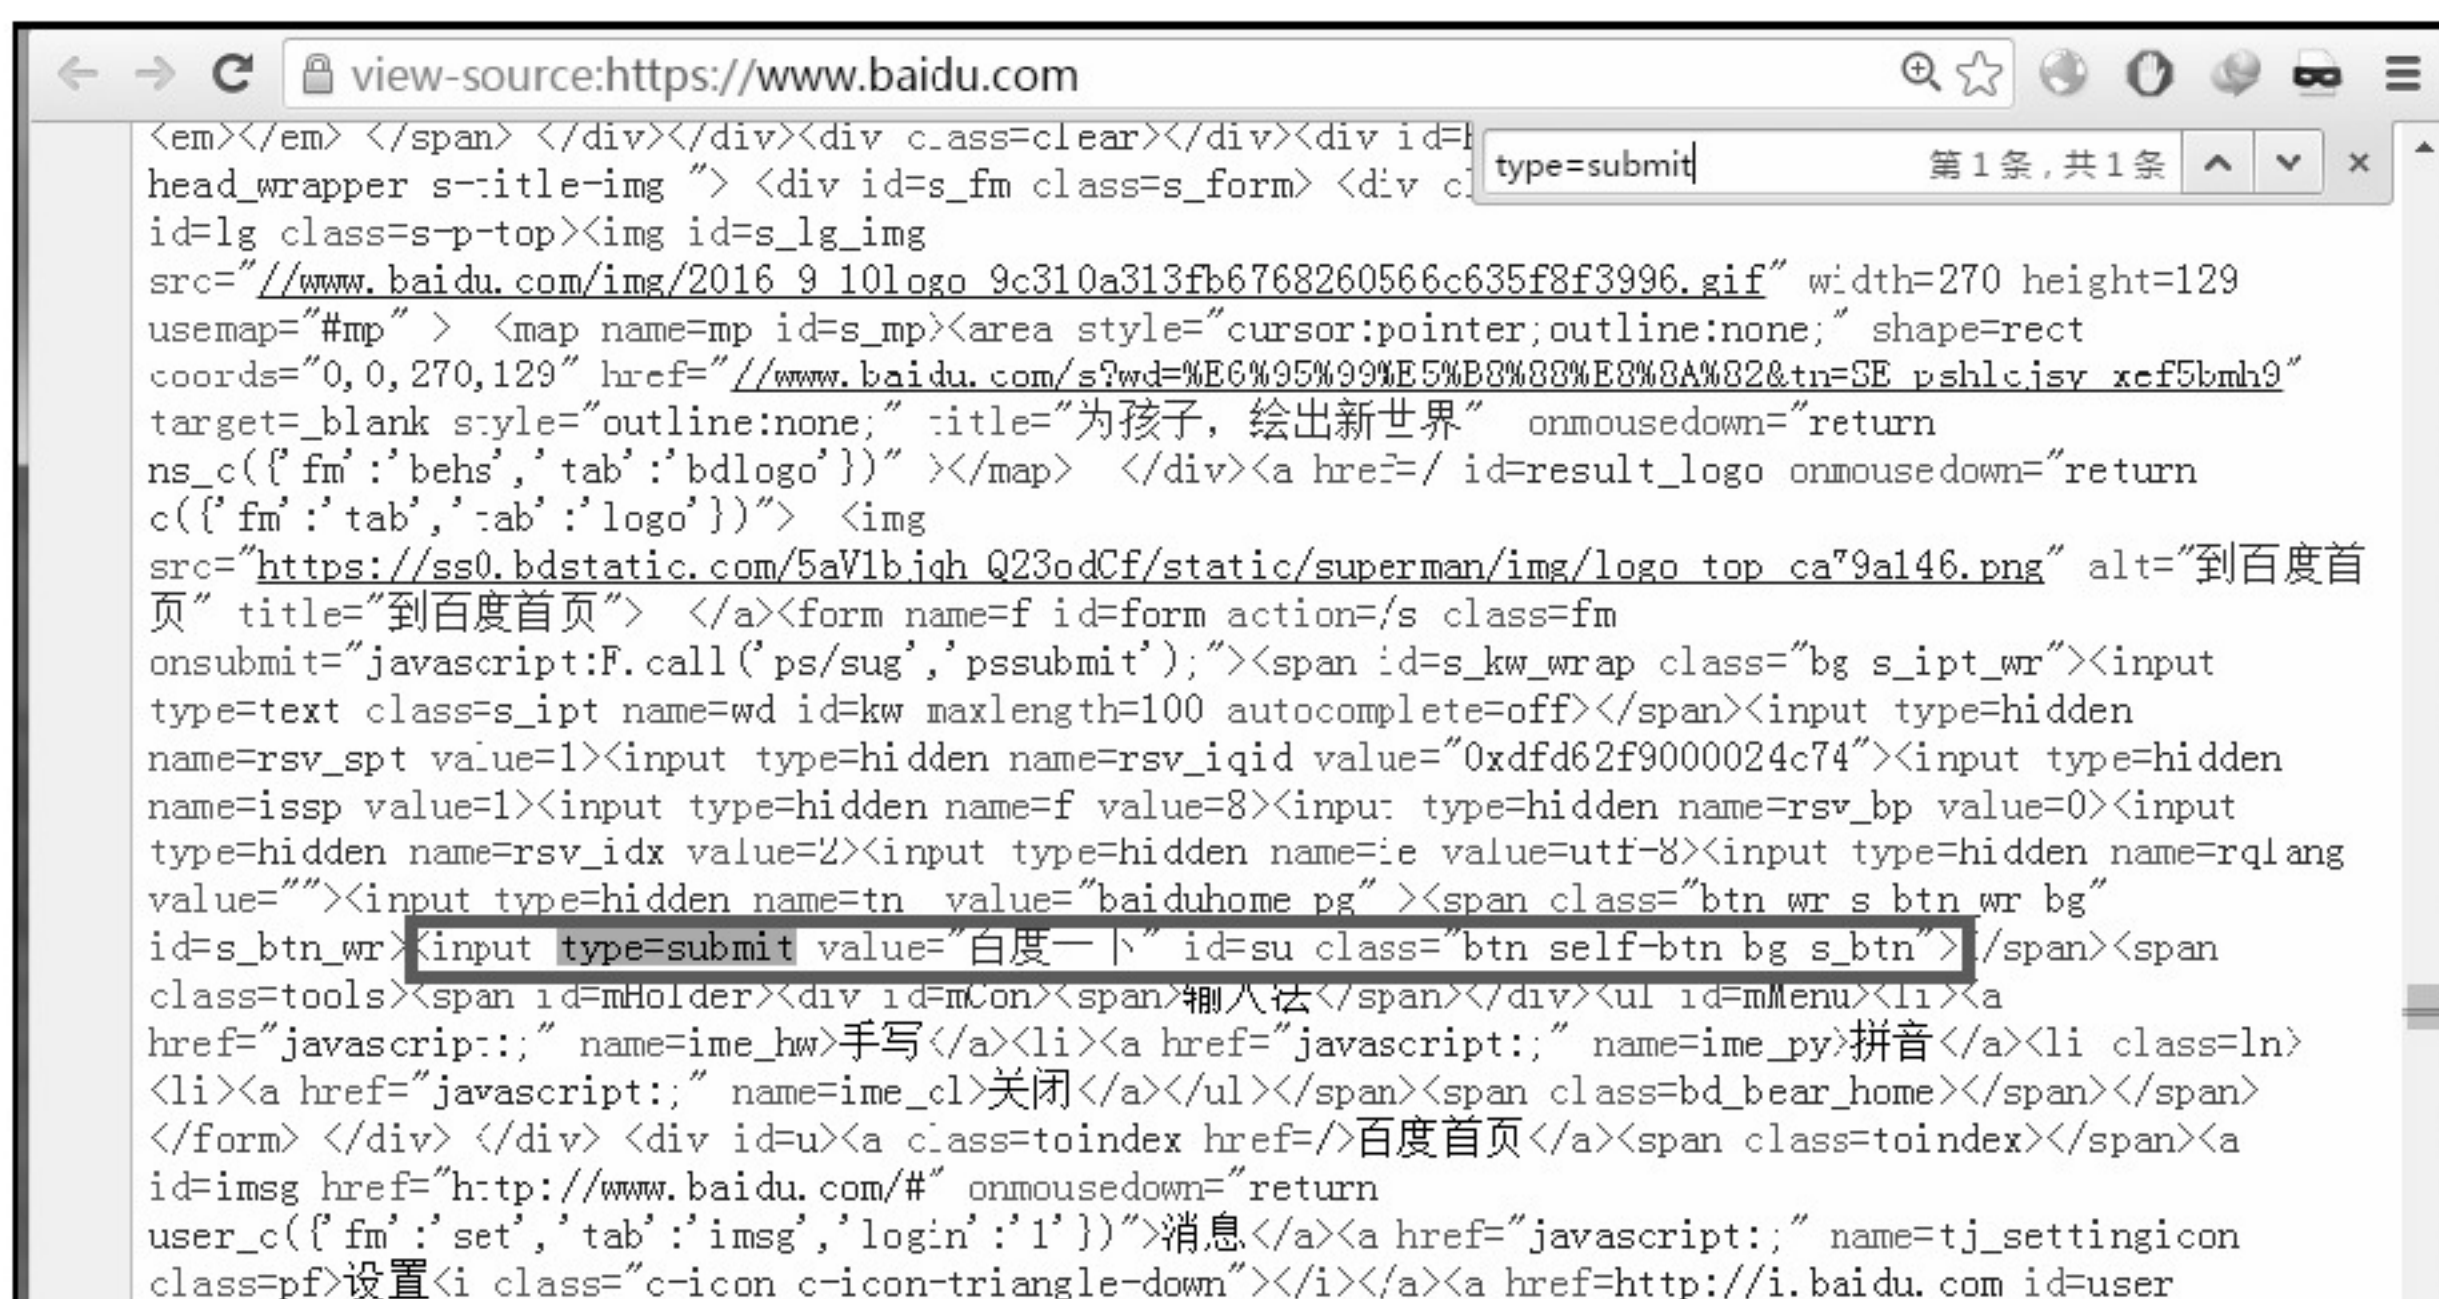 view-source:https://www.baidu.com
type=submit 第1条,共1条
<em></em> </span> </div></div><div class=clear></div><div id=
head_wrapper s-title-img "> <div id=s_fm class=s_form> <div
id=lg class=s-p-top><img id=s_lg_img
src="//www.baidu.com/img/2016_9_10logo_9c310a313fb6768260566c635f8f3996.gif" width=270 height=129
usemap="#mp" > <map name=mp id=s_mp><area style="cursor:pointer;outline:none;" shape=rect
coords="0,0,270,129" href="//www.baidu.com/s?wd=%E6%95%99%E5%B8%88%E8%8A%82&tn=SE_pshlcjsy_xef5bmh9"
target=_blank style="outline:none;" title="为孩子，绘出新世界" onmousedown="return
ns_c({'fm':'behs','tab':'bdlogo'})" ></map> </div><a href=/ id=result_logo onmousedown="return
c({'fm':'tab','tab':'logo'})"> <img
src="https://ss0.bdstatic.com/5aV1bjqh_Q23odCf/static/superman/img/logo_top_ca79a146.png" alt="到百度首
页" title="到百度首页"> </a><form name=f id=form action=/s class=fm
onsubmit="javascript:F.call('ps/sug','pssubmit');"><span id=s_kw_wrap class="bg s_ipt_wr"><input
type=text class=s_ipt name=wd id=kw maxlength=100 autocomplete=off></span><input type=hidden
name=rsv_spt value=1><input type=hidden name=rsv_iqid value="0xdfd62f9000024c74"><input type=hidden
name=issp value=1><input type=hidden name=f value=8><input type=hidden name=rsv_bp value=0><input
type=hidden name=rsv_idx value=2><input type=hidden name=ie value=utf-8><input type=hidden name=rqlang
value=""><input type=hidden name=tn value="baiduhome_pg" ><span class="btn_wr s_btn_wr bg"
id=s_btn_wr><input type=submit value="百度一下" id=su class="btn self-btn bg s_btn"></span><span
class=tools><span id=mHolder><div id=mCon><span>输入法</span></div><ul id=mMenu><li><a
href="javascript:;" name=ime_hw>手写</a><li><a href="javascript:;" name=ime_py>拼音</a><li class=ln>
<li><a href="javascript:;" name=ime_cl>关闭</a></ul></span><span class=bd_bear_home></span></span>
</form> </div> </div> <div id=u><a class=toindex href=/>百度首页</a><span class=toindex></span><a
id=imsg href="http://www.baidu.com/#" onmousedown="return
user_c({'fm':'set','tab':'imsg','login':'1'})">消息</a><a href="javascript:;" name=tj_settingicon
class=pf>设置<i class="c-icon c-icon-triangle-down"></i></a><a href=http://i.baidu.com id=user